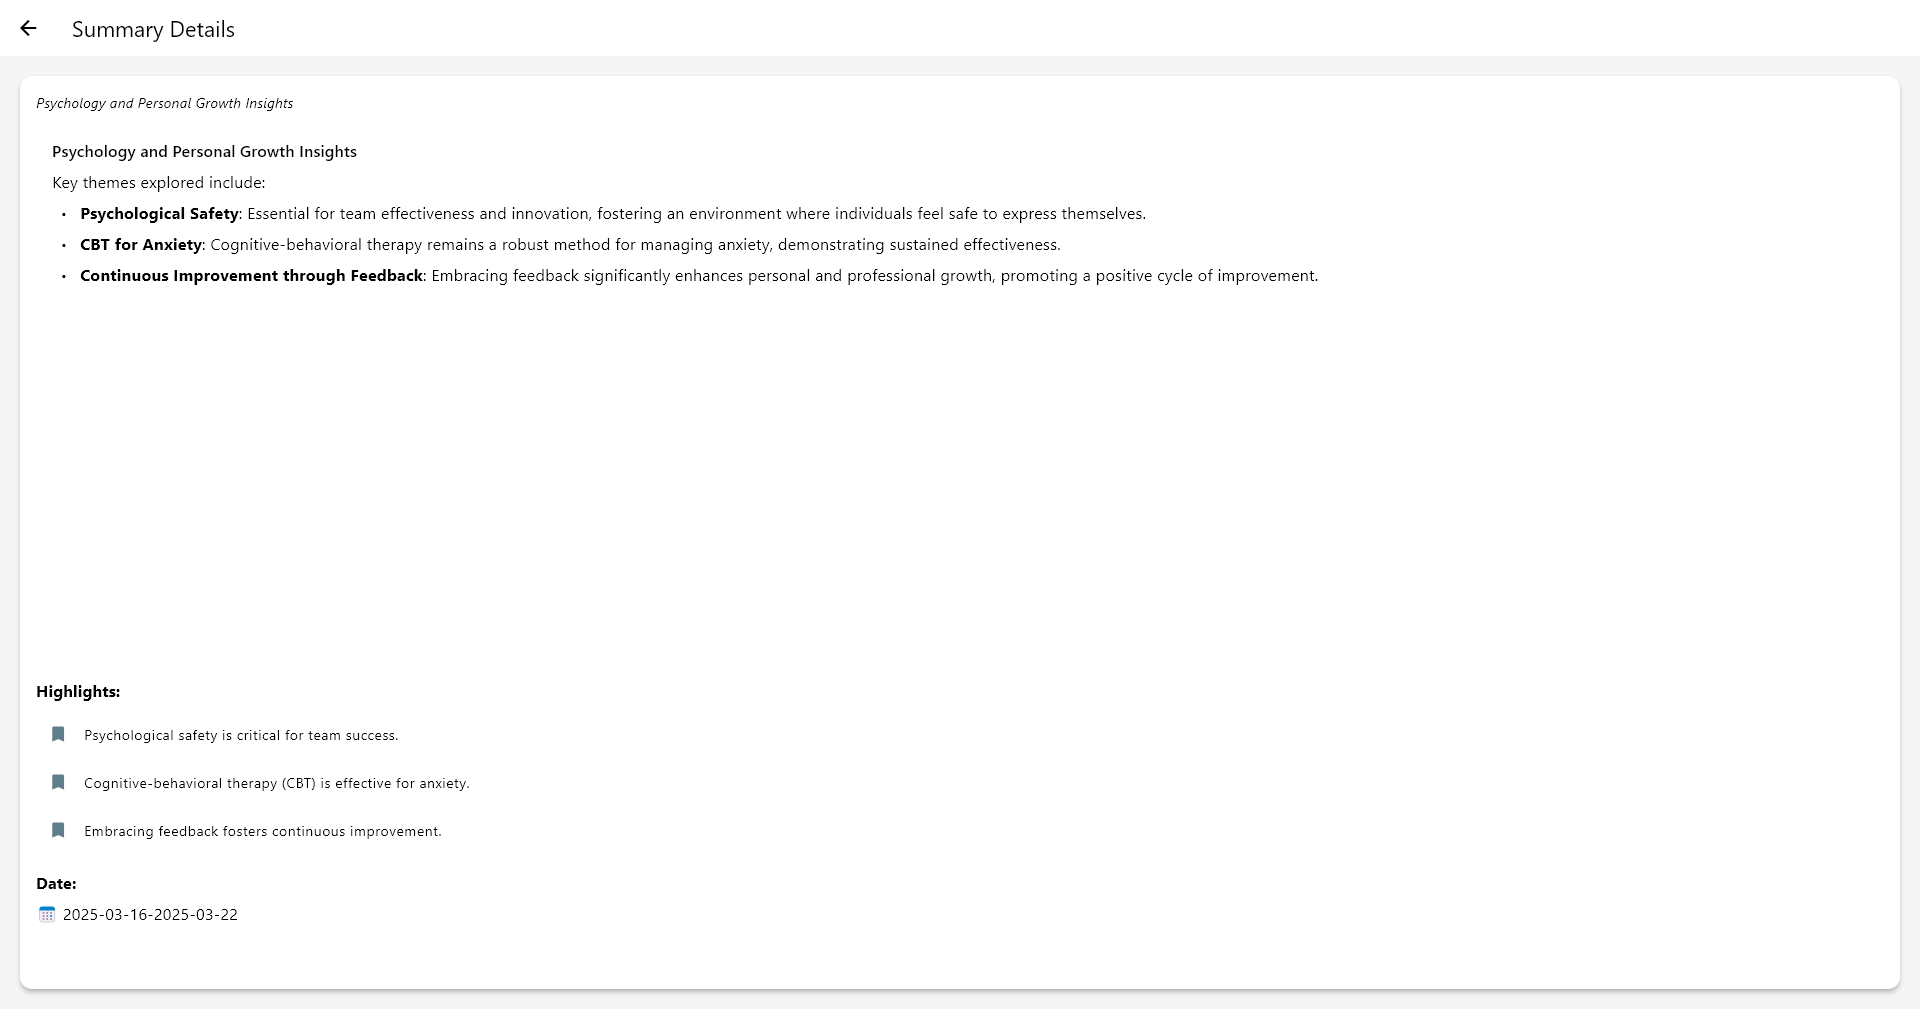 Summary Details
Psychology and Personal Growth Insights
Psychology and Personal Growth Insights
Key themes explored include:
• Psychological Safety: Essential for team effectiveness and innovation, fostering an environment where individuals feel safe to express themselves.
• CBT for Anxiety: Cognitive-behavioral therapy remains a robust method for managing anxiety, demonstrating sustained effectiveness.
• Continuous Improvement through Feedback: Embracing feedback significantly enhances personal and professional growth, promoting a positive cycle of improvement.
Highlights:
Psychological safety is critical for team success.
Cognitive-behavioral therapy (CBT) is effective for anxiety.
Embracing feedback fosters continuous improvement.
Date:
2025-03-16-2025-03-22